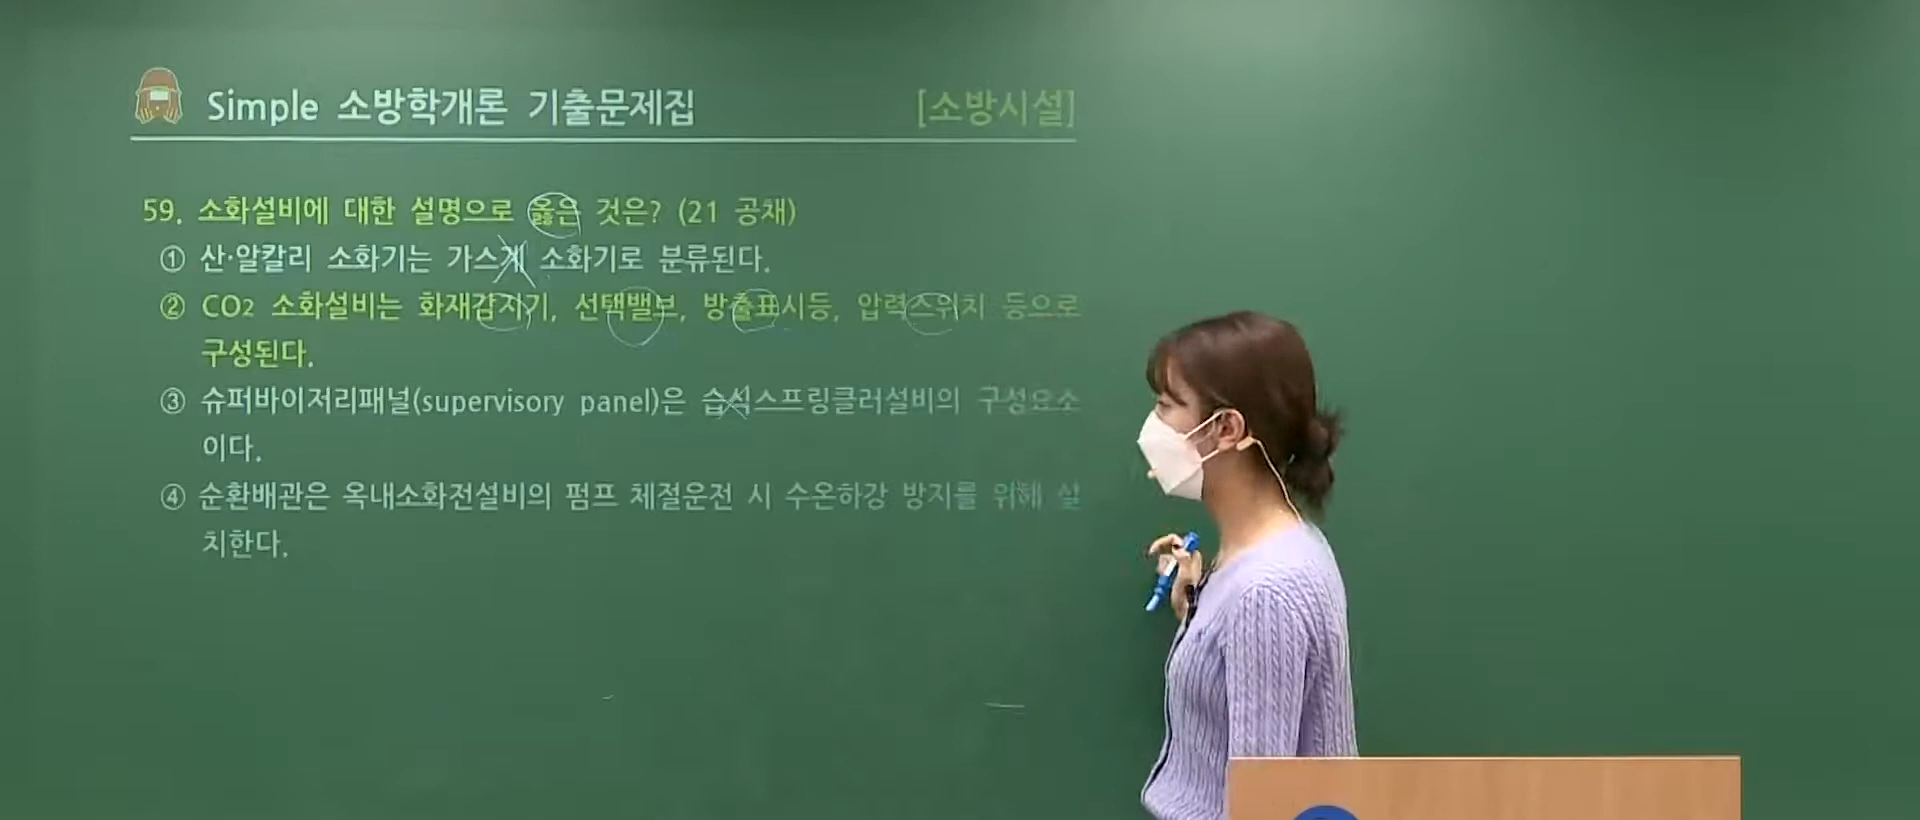 Simple 소방학개론 기출문제집 [소방시설]
59. 소화설비에 대한 설명으로 옳은 것은? (21 공채)
① 산·알칼리 소화기는 가스계 소화기로 분류된다.
② CO2 소화설비는 화재감지기, 선택밸브, 방출표시등, 압력스위치 등으로
구성된다.
③ 슈퍼바이저리패널(supervisory panel)은 습식스프링클러설비의 구성요소
이다.
④ 순환배관은 옥내소화전설비의 펌프 체절운전 시 수온하강 방지를 위해 설
치한다.